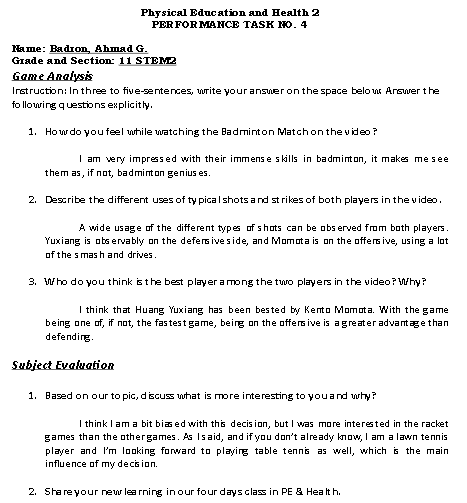 Physical Education and Health 2
PERFORMANCE TASK NO. 4
Name: Badron, Ahmad G.
Grade and Section: 11 STEM2
Game Analysis
Instruction: In three to five-sentences, write your answer on the space below. Answer the
following questions explicitly.
1. How do you feel while watching the Badminton Match on the video?
I am very impressed with their immense skills in badminton, it makes me see
them as, if not, badminton geniuses.
2. Describe the different uses of typical shots and strikes of both players in the video.
A wide usage of the different types of shots can be observed from both players.
Yuxiang is observably on the defensive side, and Momota is on the offensive, using a lot
of the smash and drives.
3. Who do you think is the best player among the two players in the video? Why?
I think that Huang Yuxiang has been bested by Kento Momota. With the game
being one of, if not, the fastest game, being on the offensive is a greater advantage than
defending.
Subject Evaluation
1. Based on our topic, discuss what is more interesting to you and why?
I think I am a bit biased with this decision, but I was more interested in the racket
games than the other games. As I said, and if you don't already know, I am a lawn tennis
player and I'm looking forward to playing table tennis as well, which is the main
influence of my decision.
2. Share your new learning in our four days class in PE & Health.